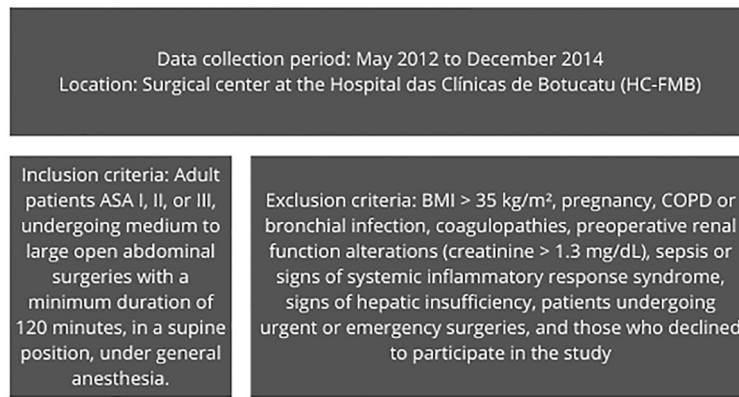 Data collection period: May 2012 to December 2014
Location: Surgical center at the Hospital das Clínicas de Botucatu (HC-FMB)
Inclusion criteria: Adult
patients ASA I, II, or III,
undergoing medium to
large open abdominal
surgeries with a
minimum duration of
120 minutes, in a supine
position, under general
anesthesia.
Exclusion criteria: BMI > 35 kg/m², pregnancy, COPD or
bronchial infection, coagulopathies, preoperative renal
function alterations (creatinine > 1.3 mg/dL), sepsis or
signs of systemic inflammatory response syndrome,
signs of hepatic insufficiency, patients undergoing
urgent or emergency surgeries, and those who declined
to participate in the study